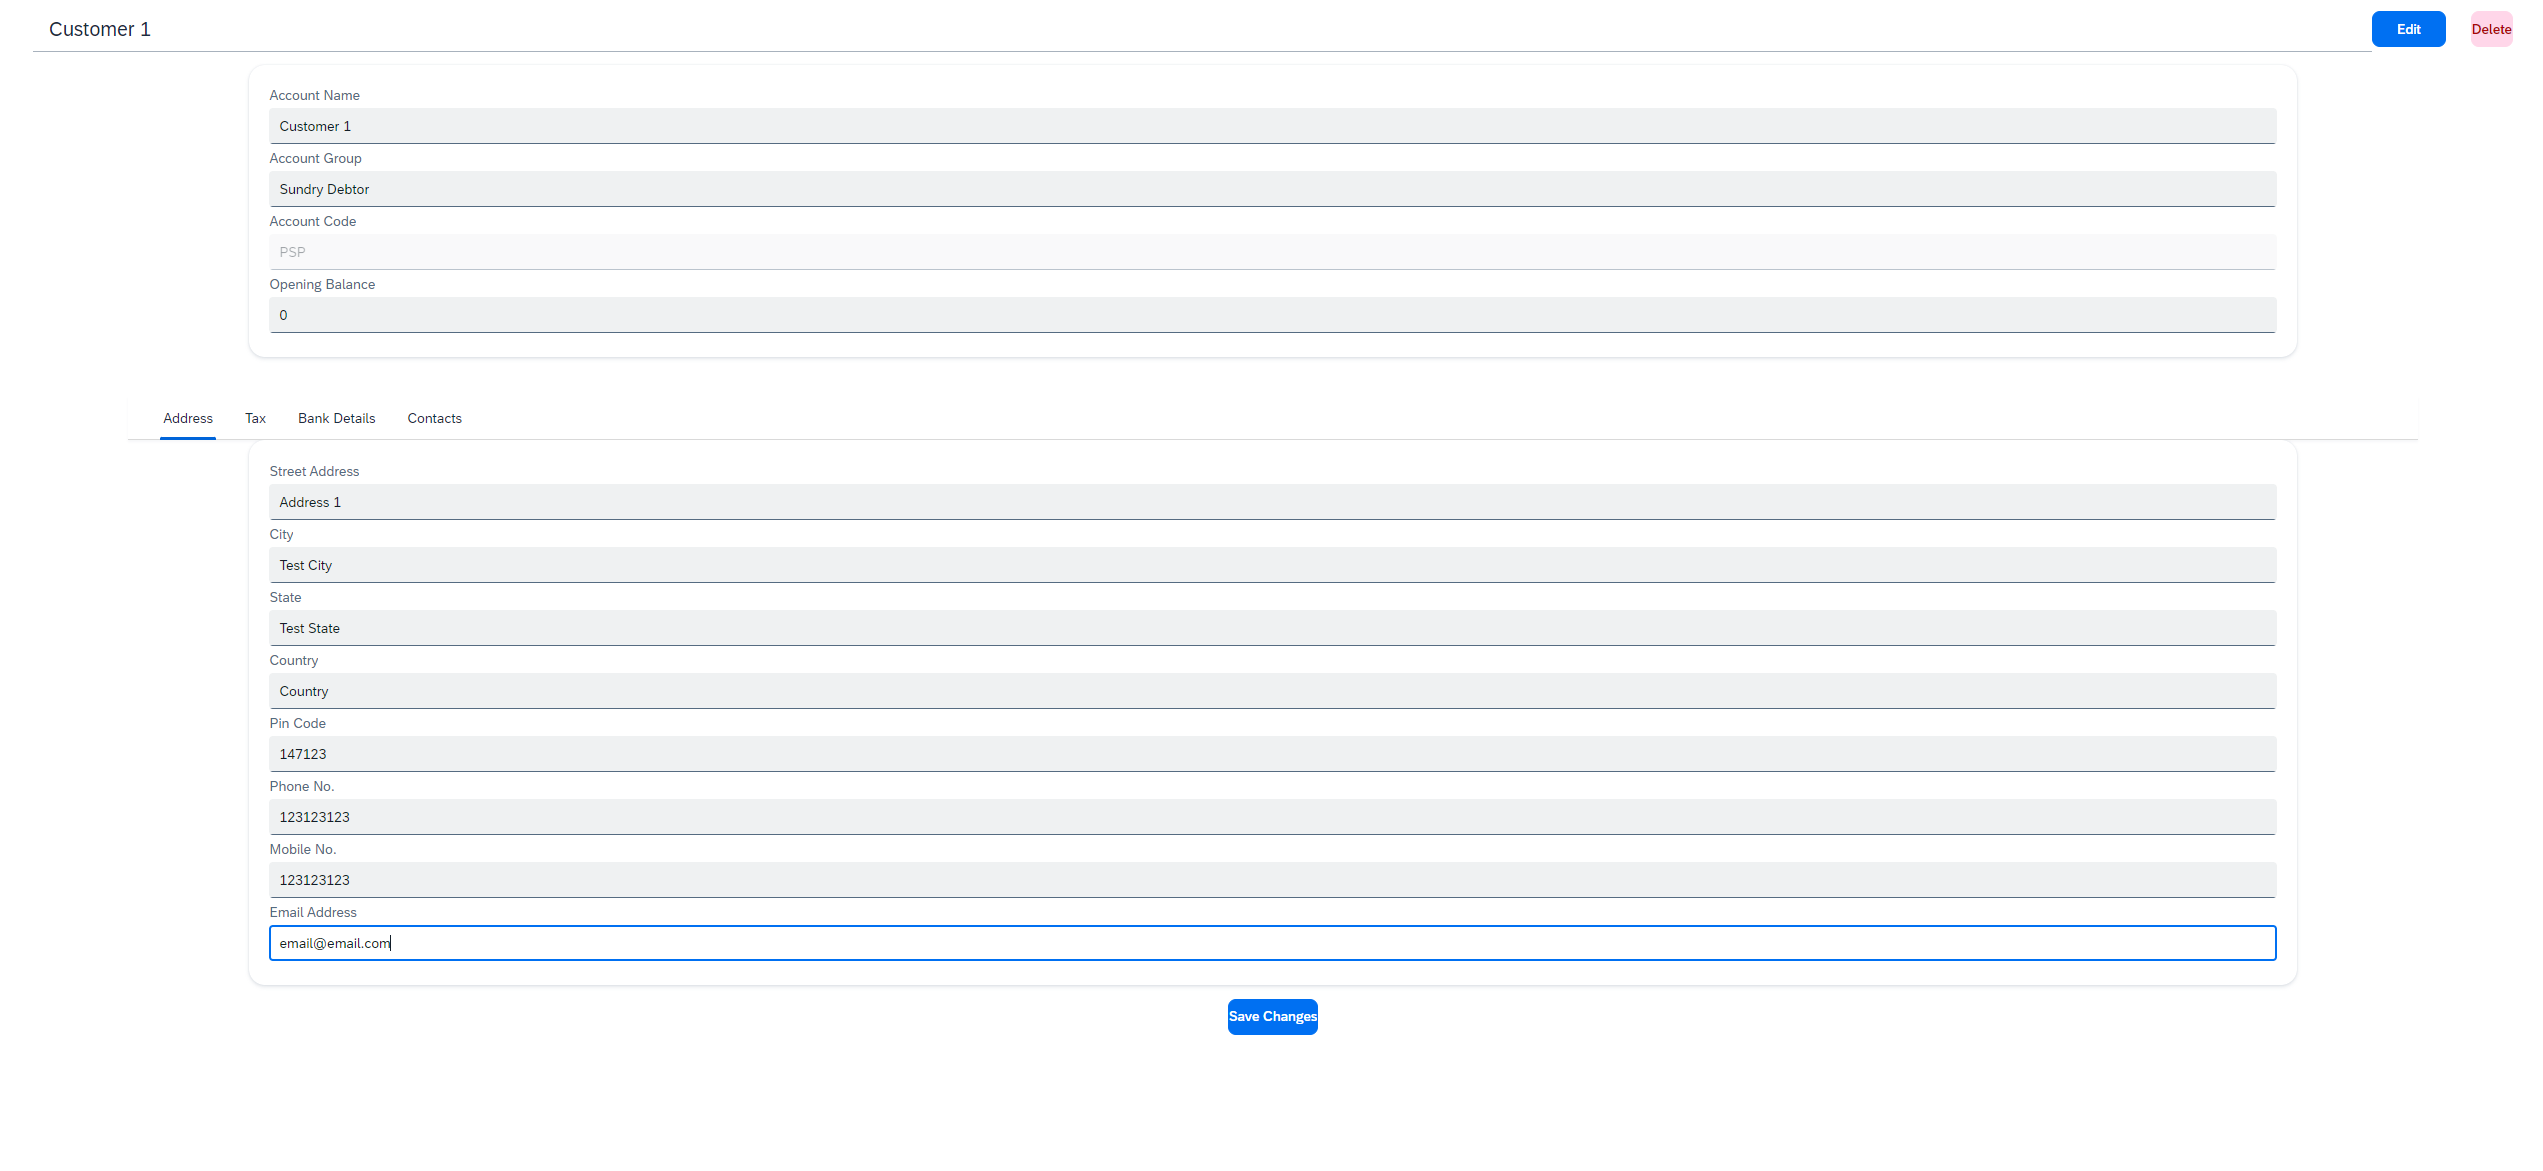 Customer 1
Edit
Delete
Account Name
Customer 1
Account Group
Sundry Debtor
Account Code
PSP
Opening Balance
0
Address
Tax
Bank Details
Contacts
Street Address
Address 1
City
Test City
State
Test State
Country
Country
Pin Code
147123
Phone No.
123123123
Mobile No.
123123123
Email Address
email@email.com
Save Changes